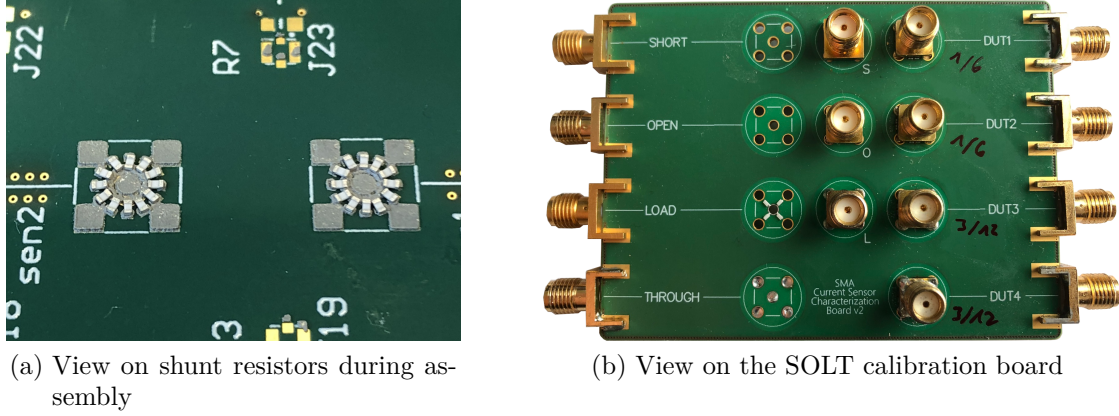 J22
R7
J23
sen2
18
3
19
(a) View on shunt resistors during as-
sembly
SHORT
S
DUT1
1/6
OPEN
O
DUT2
1/6
LOAD
L
DUT3
3/12
THROUGH
SMA
Current Sensor
Characterization
Board v2
DUT4
3/12
(b) View on the SOLT calibration board